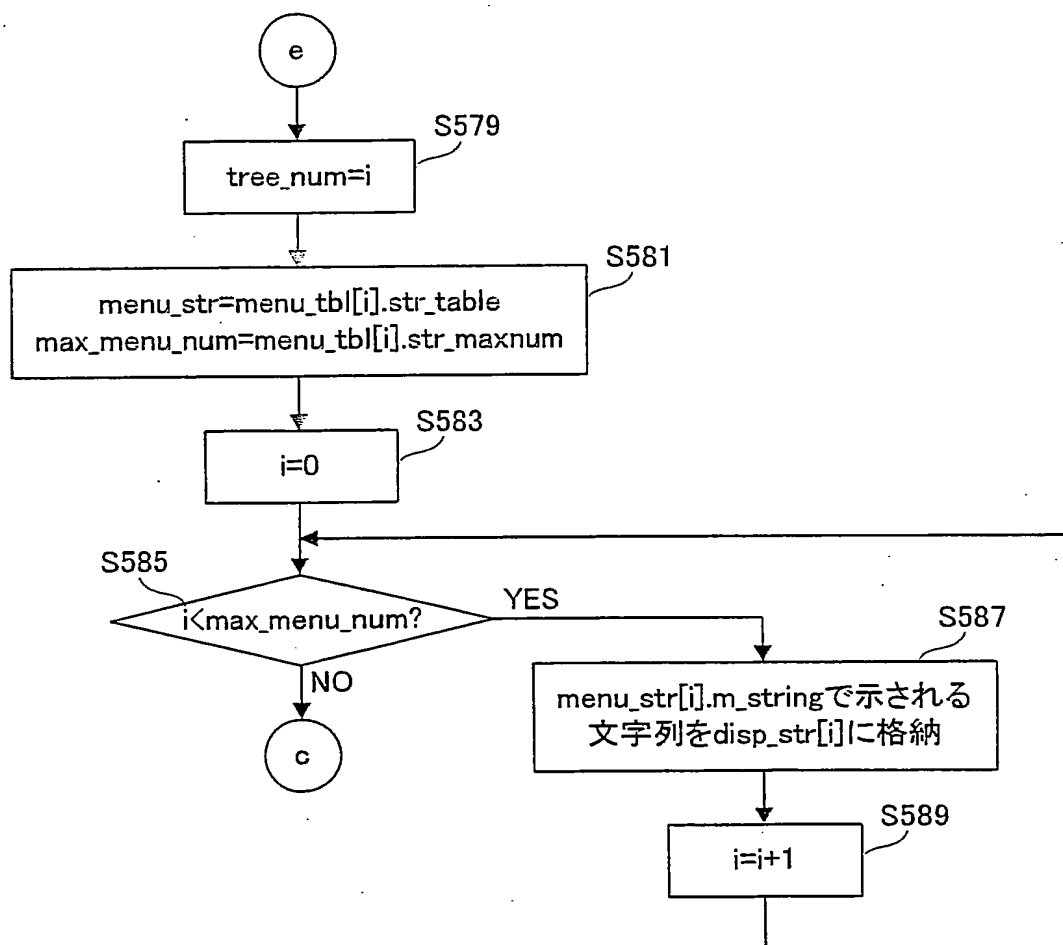 e
S579
tree_num=i
S581
menu_str=menu_tbl[i].str_table
max_menu_num=menu_tbl[i].str_maxnum
S583
i=0
S585
i<max_menu_num?
YES
NO
c
S587
menu_str[i].m_stringで示される
文字列をdisp_str[i]に格納
S589
i=i+1